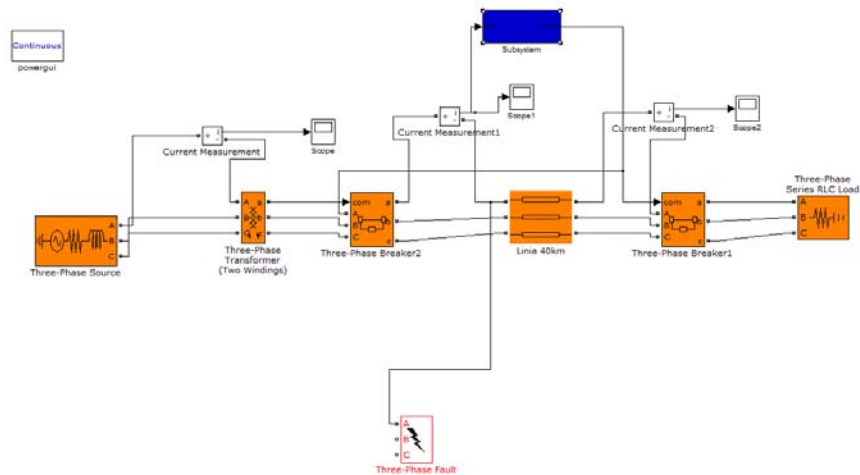 Continuous
powergui
Subsystem
Current Measurement
Scope
Current Measurement1
Scope1
Current Measurement2
Scope2
A
B
C
Three-Phase Source
A
B
C
a
b
c
Three-Phase
Transformer
(Two Windings)
com
A
B
C
a
b
c
Three-Phase Breaker2
Linia 40km
com
A
B
C
a
b
c
Three-Phase Breaker1
Three-Phase
Series RLC Load
A
B
C
A
B
C
Three-Phase Fault